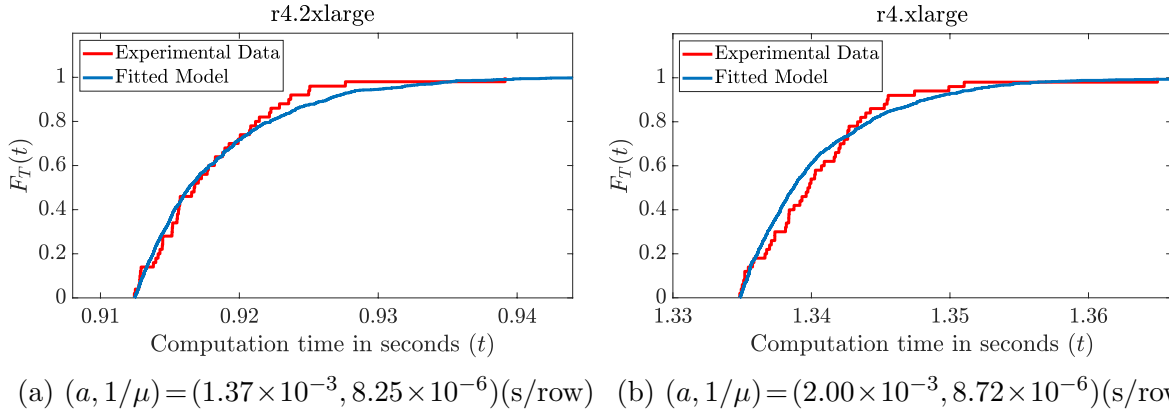 r4.2xlarge
Experimental Data
Fitted Model
1
0.8
0.6
0.4
0.2
0
F_T(t)
0.91 0.92 0.93 0.94
Computation time in seconds (t)
(a) (a, 1/μ)=(1.37×10⁻³, 8.25×10⁻⁶)(s/row)
r4.xlarge
Experimental Data
Fitted Model
1
0.8
0.6
0.4
0.2
0
F_T(t)
1.33 1.34 1.35 1.36
Computation time in seconds (t)
(b) (a, 1/μ)=(2.00×10⁻³, 8.72×10⁻⁶)(s/row